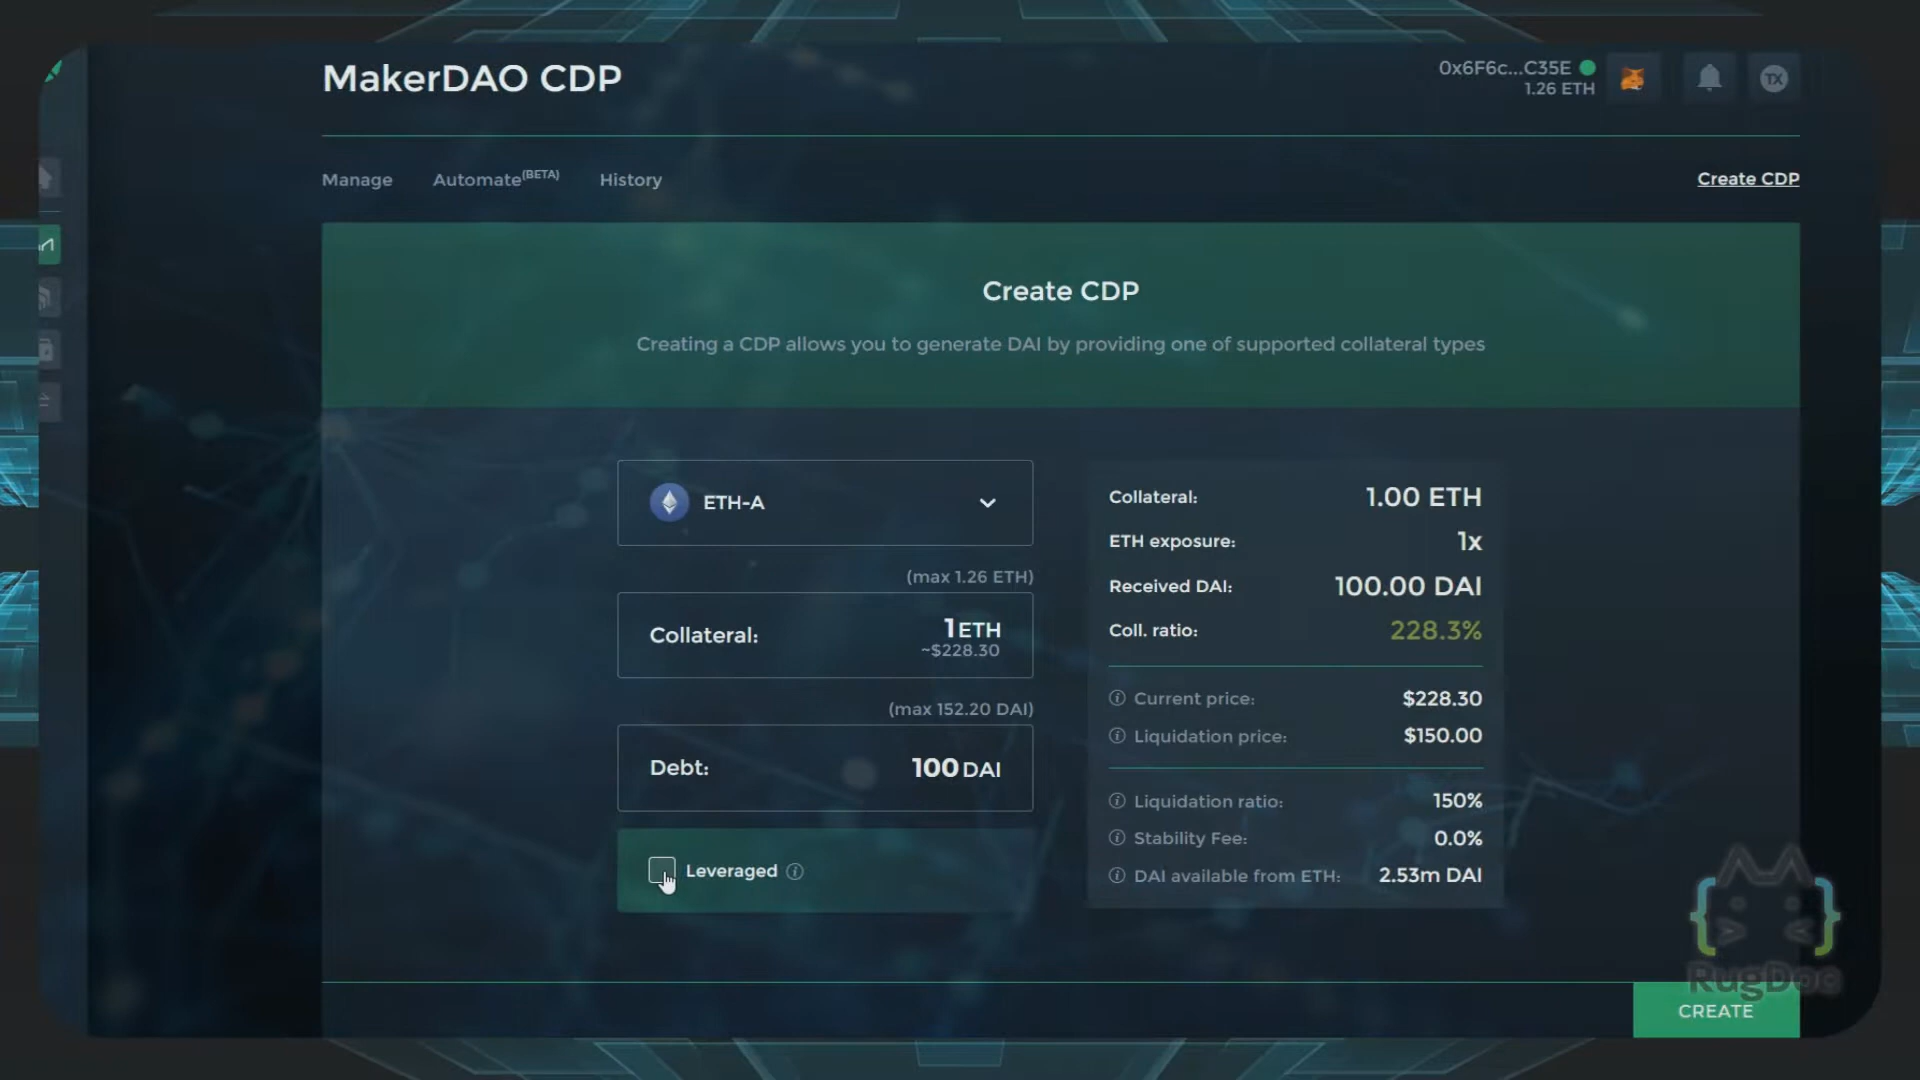 MakerDAO CDP
0x6F6c...C35E
1.26 ETH
TX
Manage
Automate(BETA)
History
Create CDP
Create CDP
Creating a CDP allows you to generate DAI by providing one of supported collateral types
ETH-A
(max 1.26 ETH)
Collateral:
1 ETH
~$228.30
(max 152.20 DAI)
Debt:
100 DAI
Leveraged
Collateral: 1.00 ETH
ETH exposure: 1x
Received DAI: 100.00 DAI
Coll. ratio: 228.3%
Current price: $228.30
Liquidation price: $150.00
Liquidation ratio: 150%
Stability Fee: 0.0%
DAI available from ETH: 2.53m DAI
RugDoc
CREATE